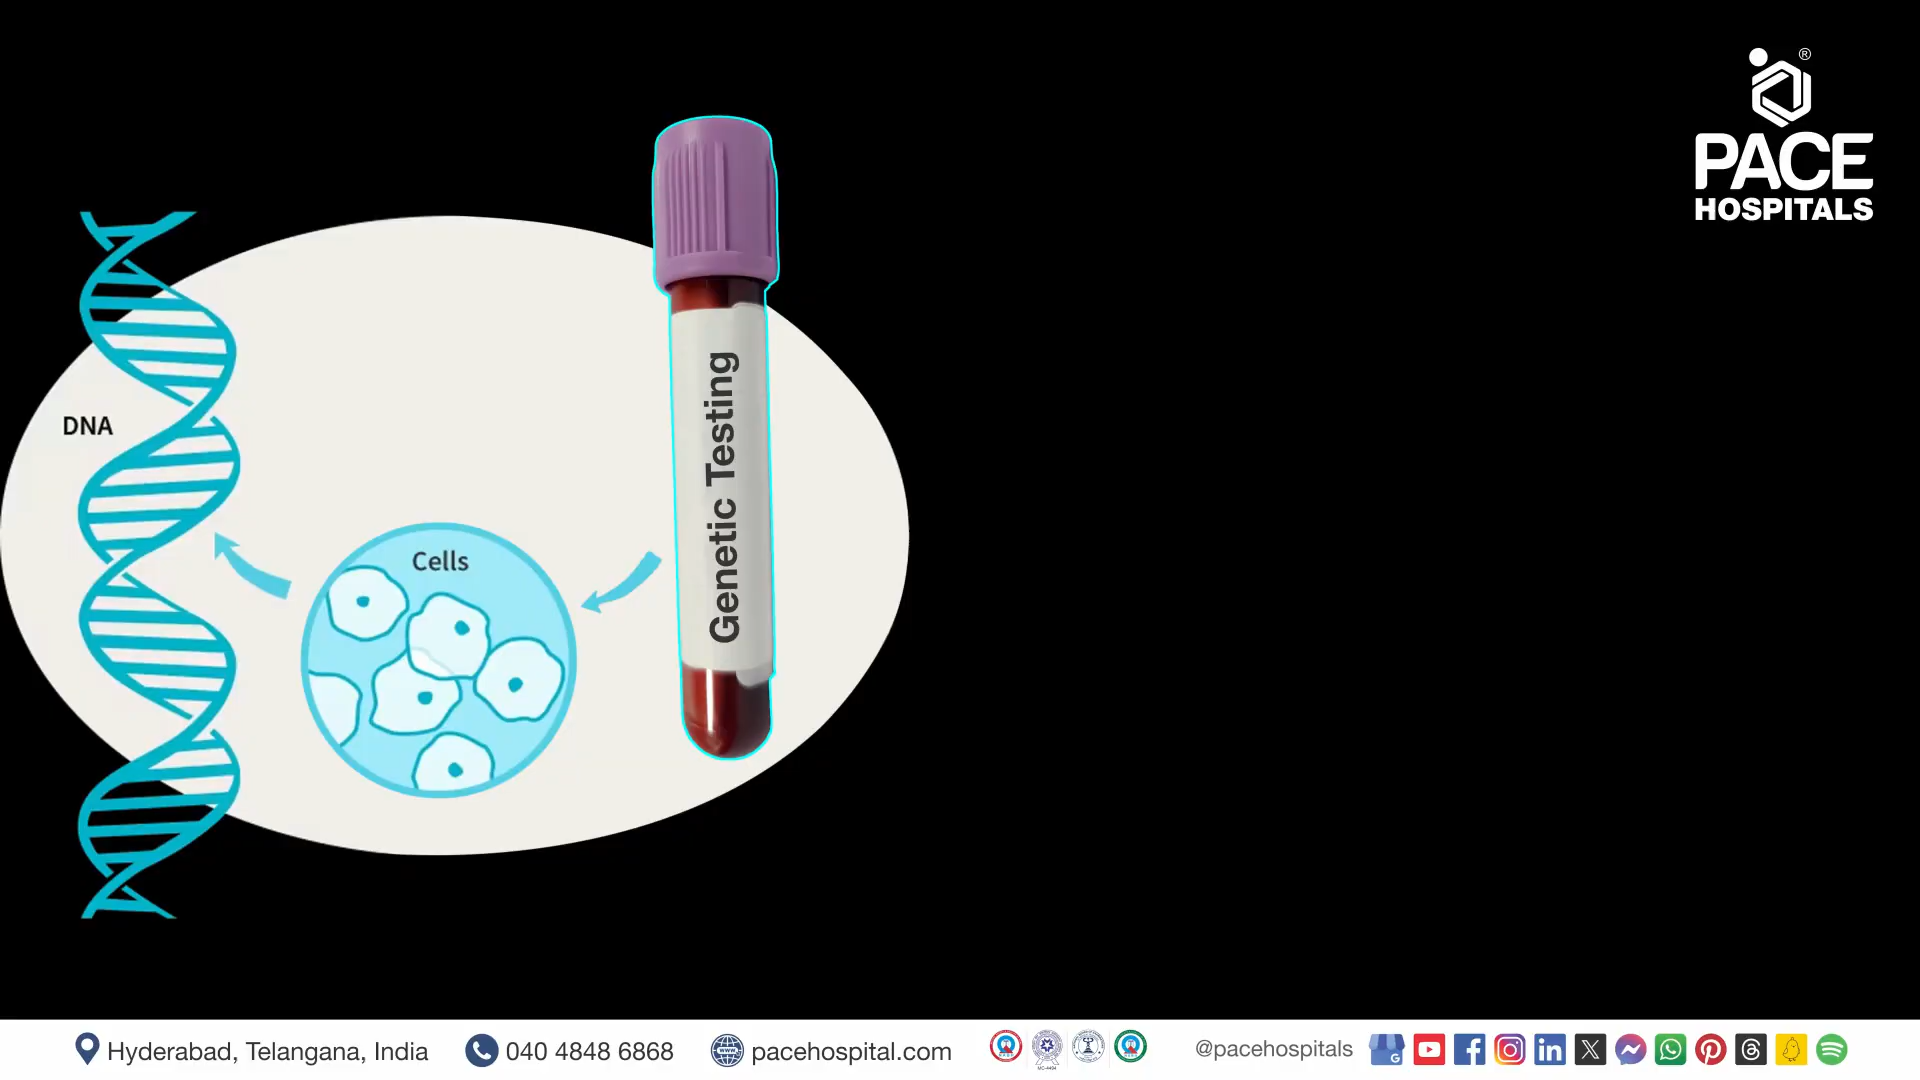 ®
PACE
HOSPITALS
DNA
Cells
Genetic Testing
Hyderabad, Telangana, India
040 4848 6868
pacehospital.com
@pacehospitals